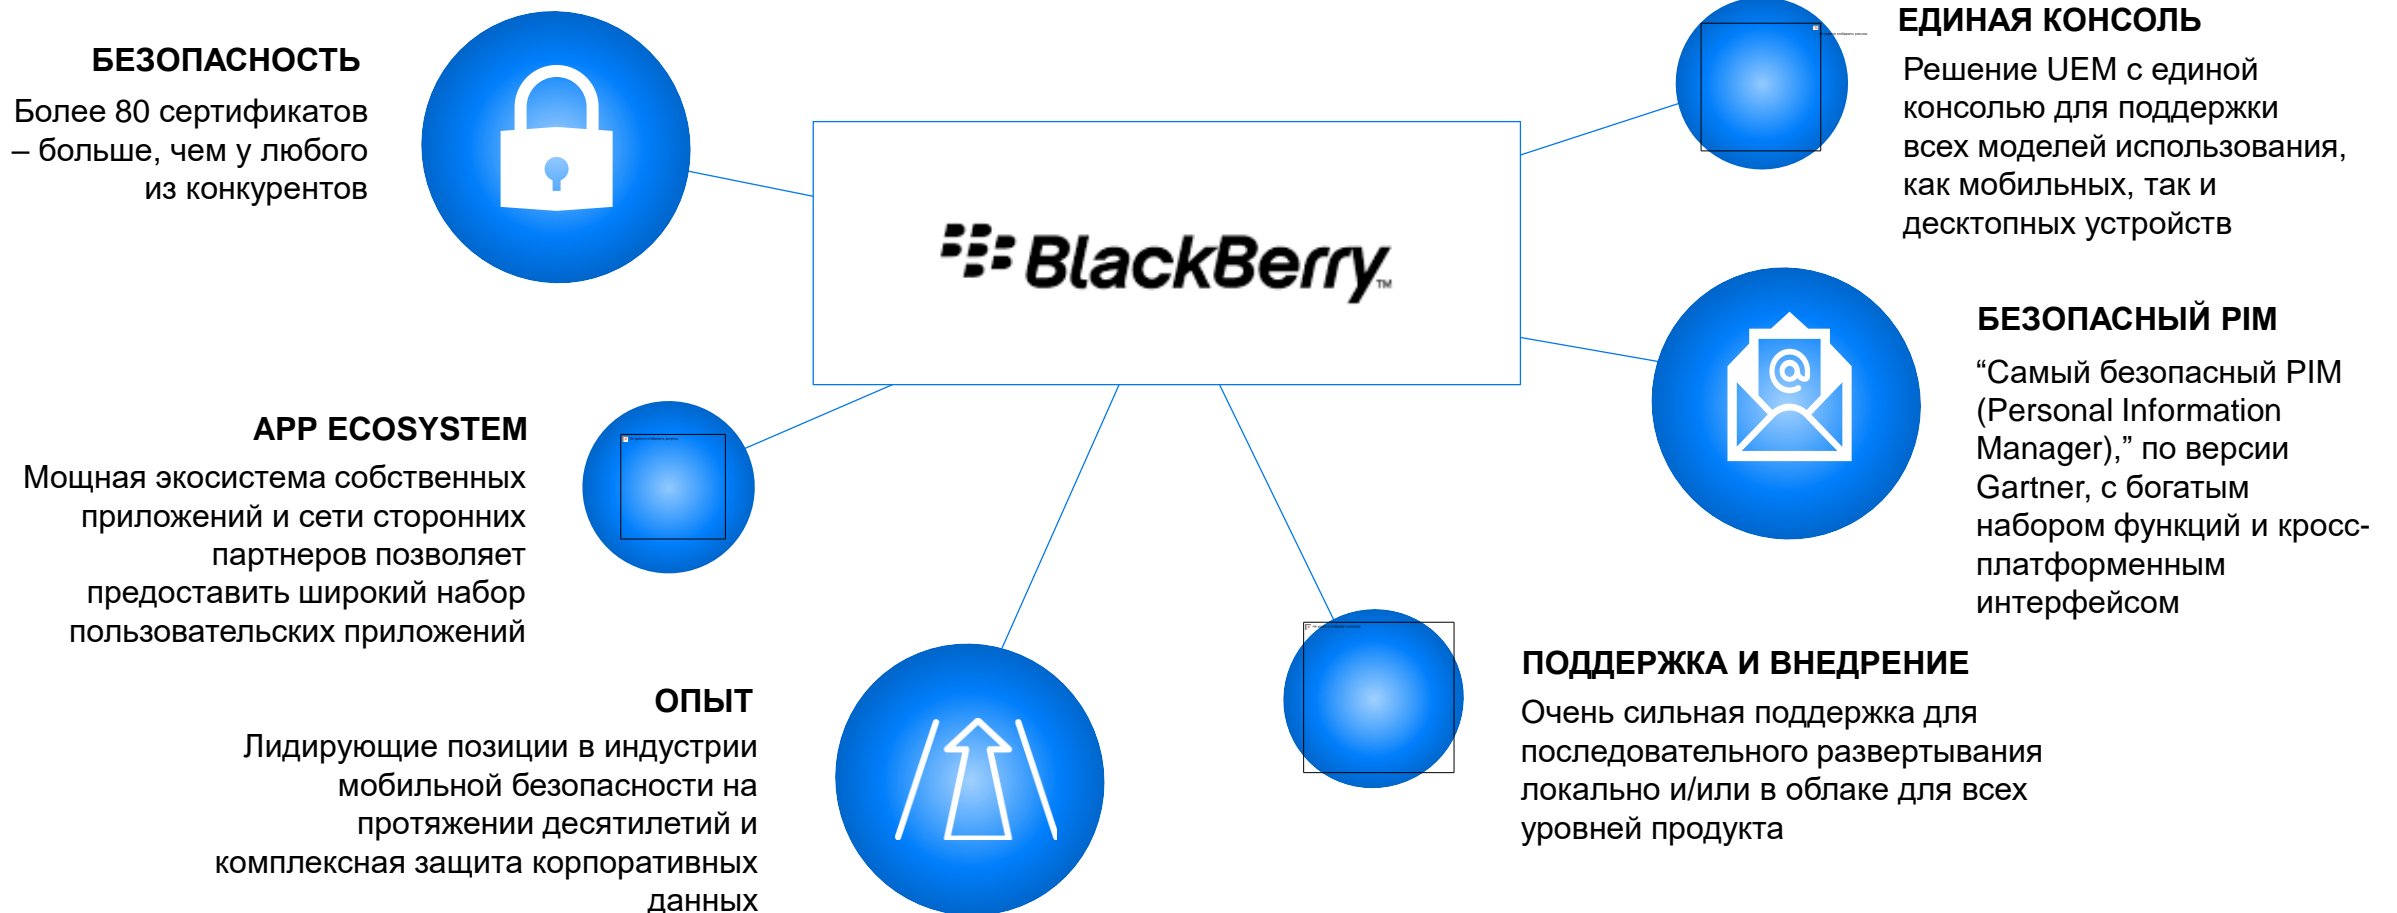 БЕЗОПАСНОСТЬ
Более 80 сертификатов
– больше, чем у любого
из конкурентов
BlackBerry
TM
ЕДИНАЯ КОНСОЛЬ
Решение UEM с единой
консолью для поддержки
всех моделей использования,
как мобильных, так и
десктопных устройств
БЕЗОПАСНЫЙ PIM
“Самый безопасный PIM
(Personal Information
Manager),” по версии
Gartner, с богатым
набором функций и кросс-
платформенным
интерфейсом
APP ECOSYSTEM
Мощная экосистема собственных
приложений и сети сторонних
партнеров позволяет
предоставить широкий набор
пользовательских приложений
ОПЫТ
Лидирующие позиции в индустрии
мобильной безопасности на
протяжении десятилетий и
комплексная защита корпоративных
данных
ПОДДЕРЖКА И ВНЕДРЕНИЕ
Очень сильная поддержка для
последовательного развертывания
локально и/или в облаке для всех
уровней продукта